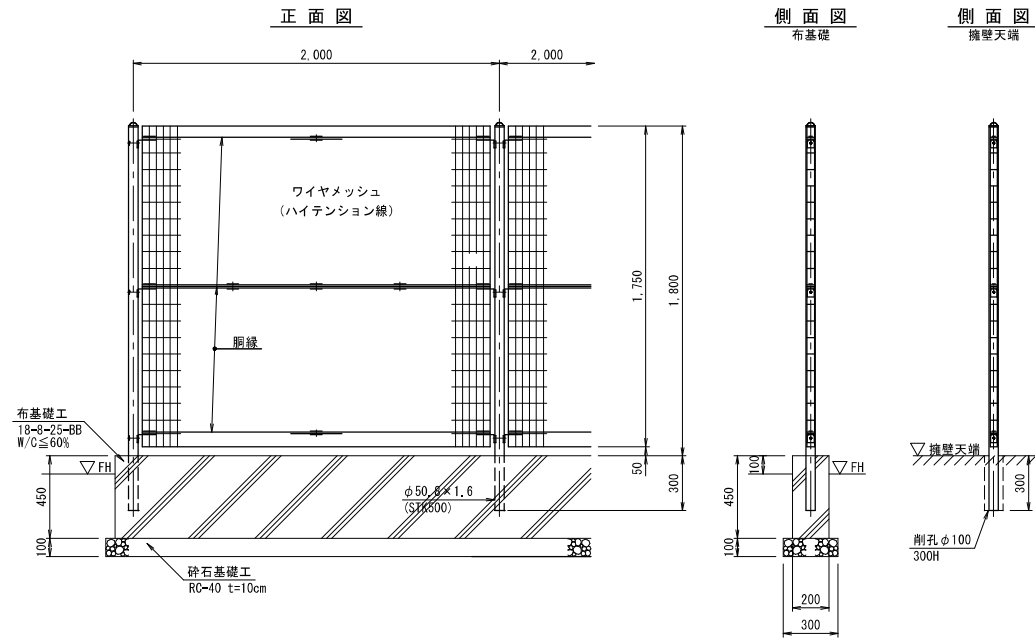 正面図
2,000
2,000
ワイヤメッシュ
（ハイテンション線）
胴縁
1,750
1,800
50
300
布基礎工
18-8-25-BB
W/C≦60%
FH
450
100
φ50.8×1.6
(STK500)
砕石基礎工
RC-40 t=10cm
側面図
布基礎
100
FH
450
100
200
300
側面図
擁壁天端
擁壁天端
300
削孔φ100
300H